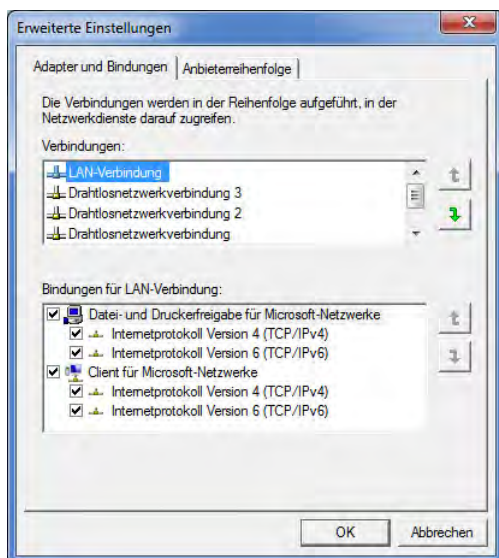 Erweiterte Einstellungen
Adapter und Bindungen
Anbieterreihenfolge
Die Verbindungen werden in der Reihenfolge aufgeführt, in der
Netzwerkdienste darauf zugreifen.
Verbindungen:
LAN-Verbindung
Drahtlosnetzwerkverbindung 3
Drahtlosnetzwerkverbindung 2
Drahtlosnetzwerkverbindung
Bindungen für LAN-Verbindung:
Datei- und Druckerfreigabe für Microsoft-Netzwerke
Internetprotokoll Version 4 (TCP/IPv4)
Internetprotokoll Version 6 (TCP/IPv6)
Client für Microsoft-Netzwerke
Internetprotokoll Version 4 (TCP/IPv4)
Internetprotokoll Version 6 (TCP/IPv6)
OK
Abbrechen